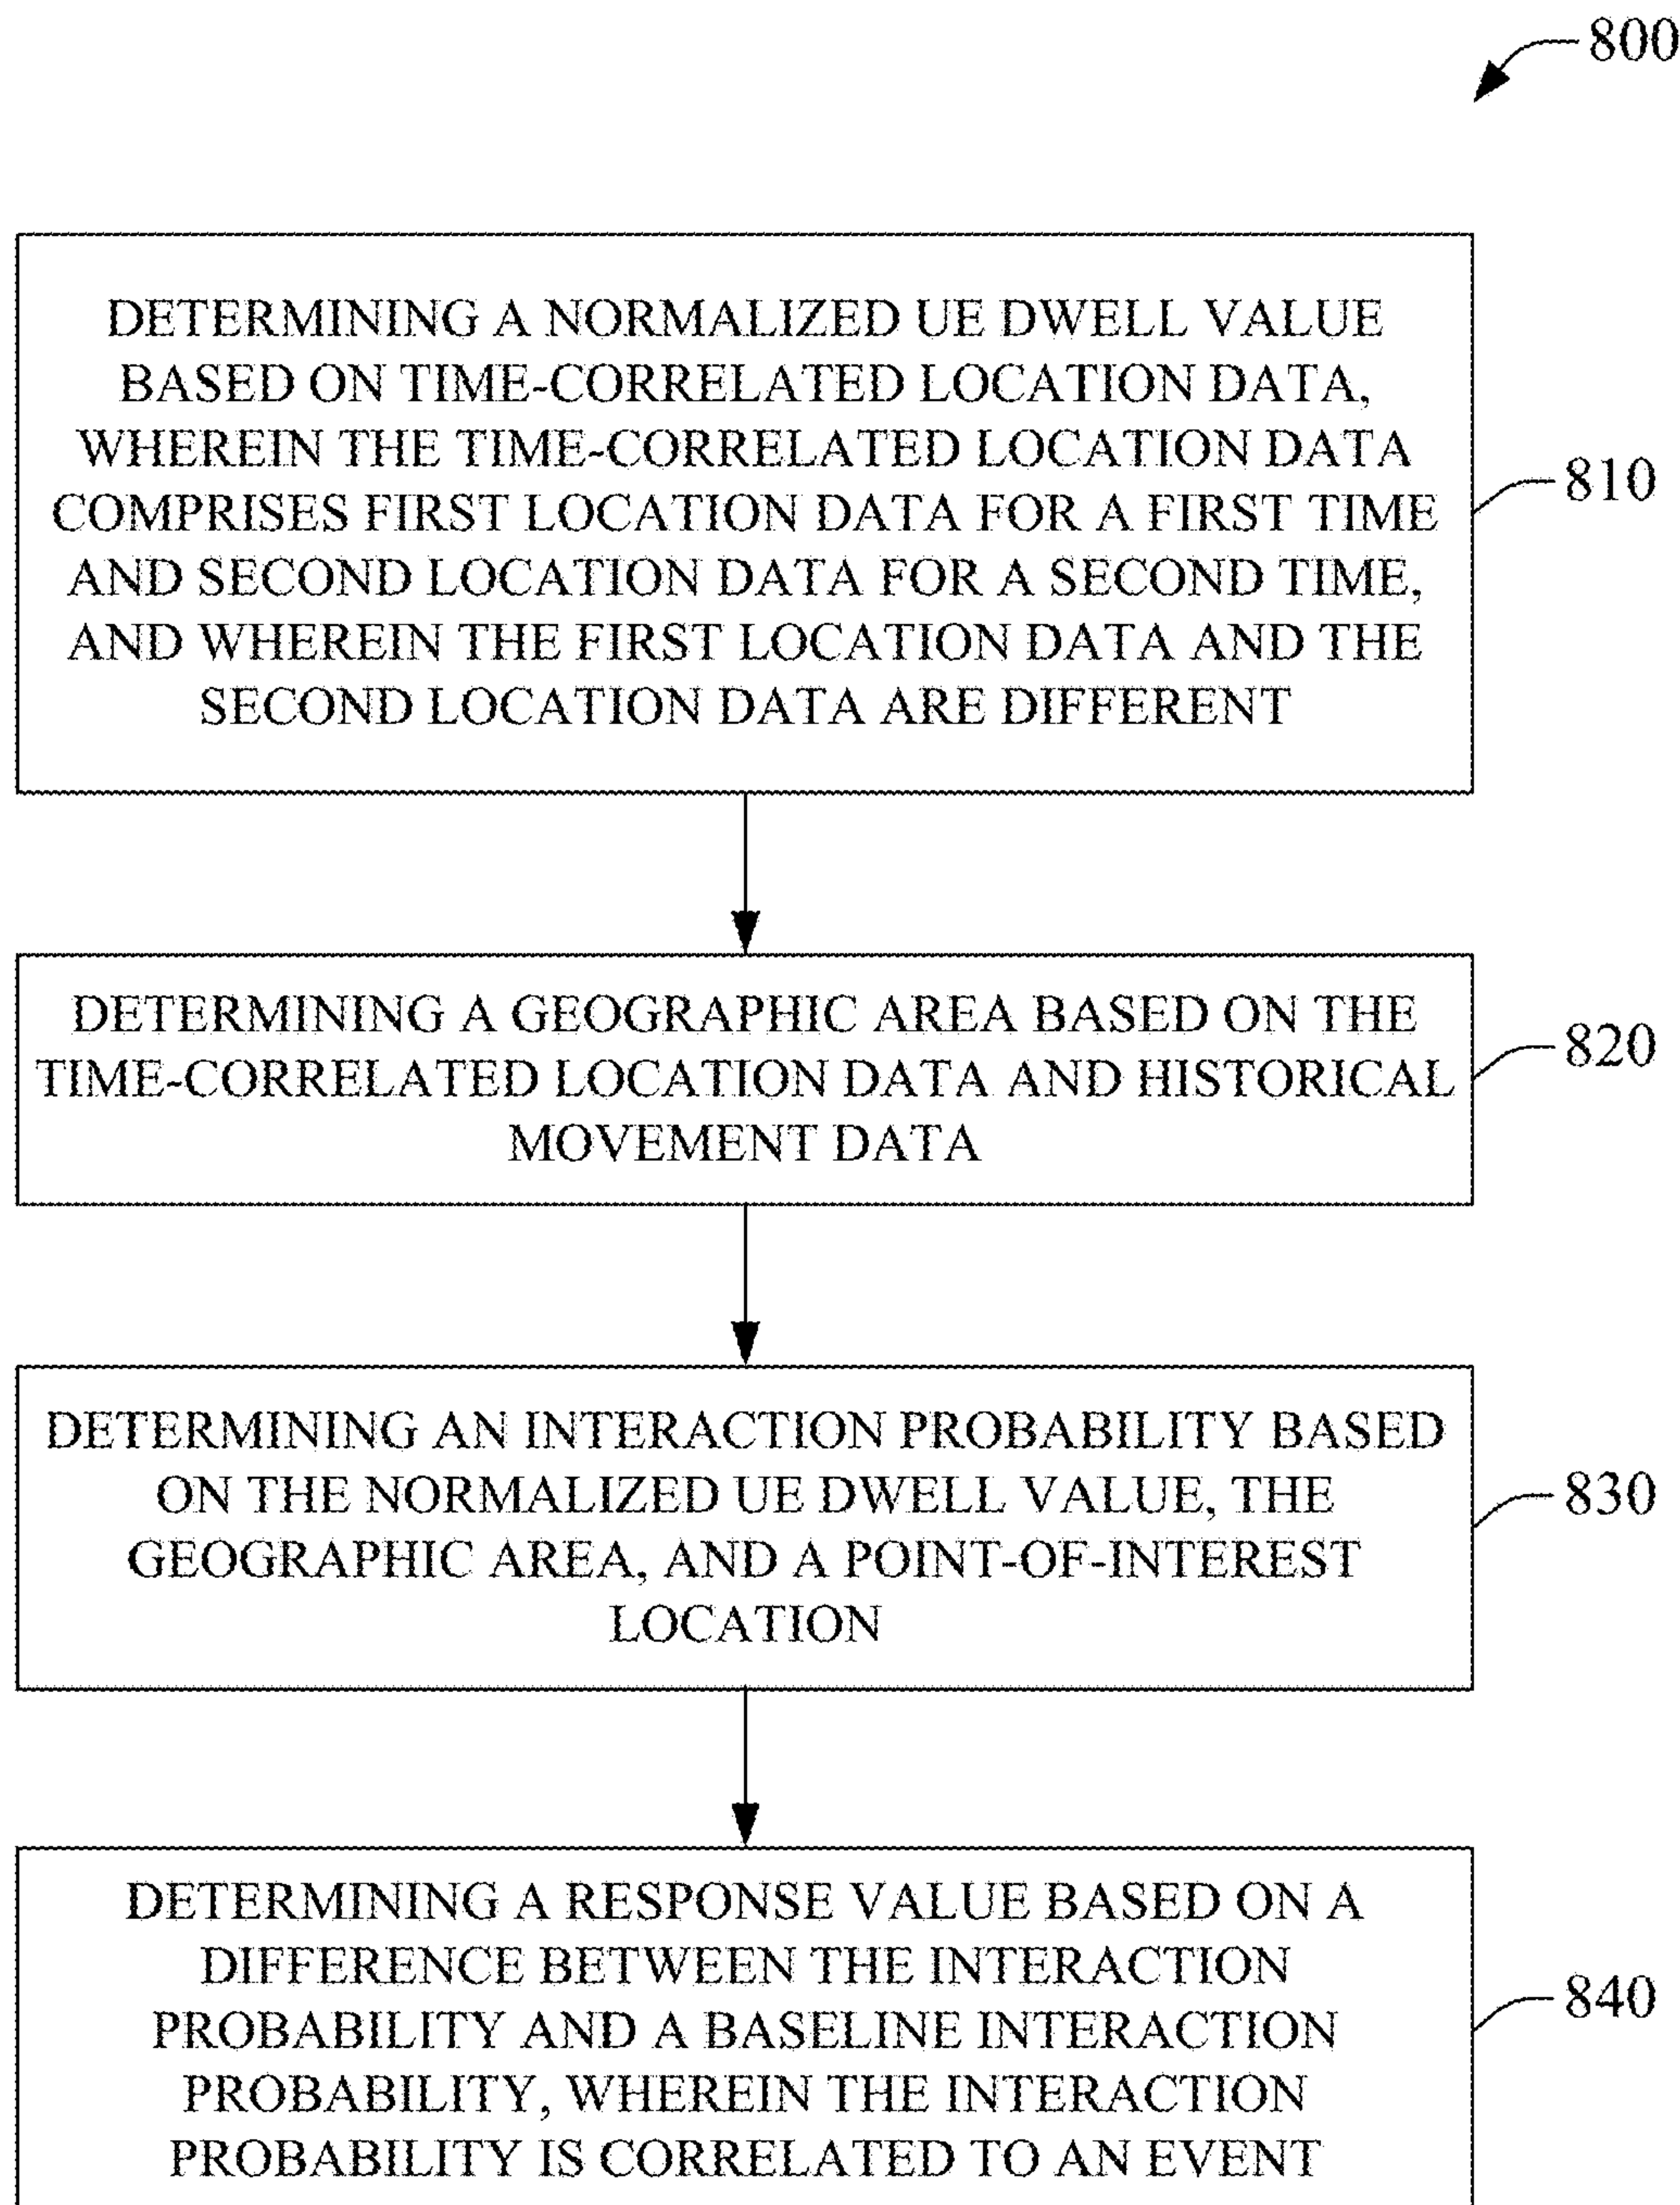 800
DETERMINING A NORMALIZED UE DWELL VALUE
BASED ON TIME-CORRELATED LOCATION DATA,
WHEREIN THE TIME-CORRELATED LOCATION DATA
COMPRISES FIRST LOCATION DATA FOR A FIRST TIME
AND SECOND LOCATION DATA FOR A SECOND TIME,
AND WHEREIN THE FIRST LOCATION DATA AND THE
SECOND LOCATION DATA ARE DIFFERENT
810
DETERMINING A GEOGRAPHIC AREA BASED ON THE
TIME-CORRELATED LOCATION DATA AND HISTORICAL
MOVEMENT DATA
820
DETERMINING AN INTERACTION PROBABILITY BASED
ON THE NORMALIZED UE DWELL VALUE, THE
GEOGRAPHIC AREA, AND A POINT-OF-INTEREST
LOCATION
830
DETERMINING A RESPONSE VALUE BASED ON A
DIFFERENCE BETWEEN THE INTERACTION
PROBABILITY AND A BASELINE INTERACTION
PROBABILITY, WHEREIN THE INTERACTION
PROBABILITY IS CORRELATED TO AN EVENT
840